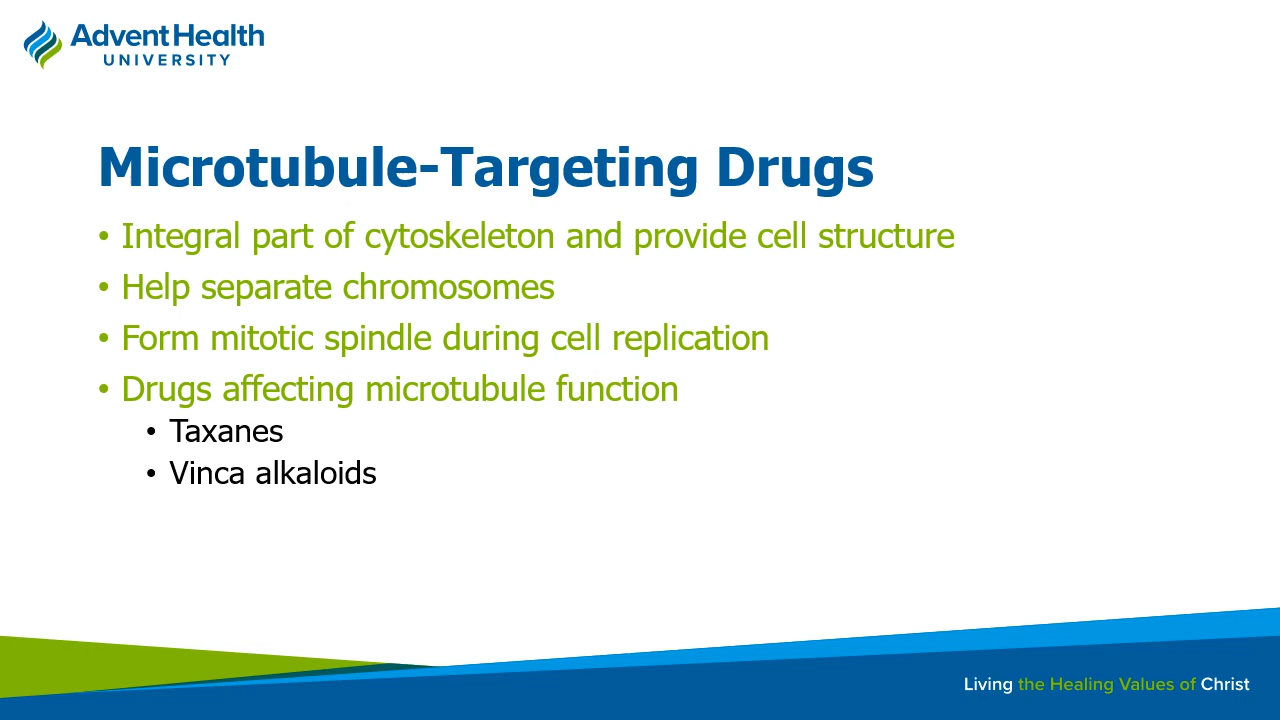 AdventHealth
UNIVERSITY
Microtubule-Targeting Drugs
• Integral part of cytoskeleton and provide cell structure
• Help separate chromosomes
• Form mitotic spindle during cell replication
• Drugs affecting microtubule function
• Taxanes
• Vinca alkaloids
Living the Healing Values of Christ